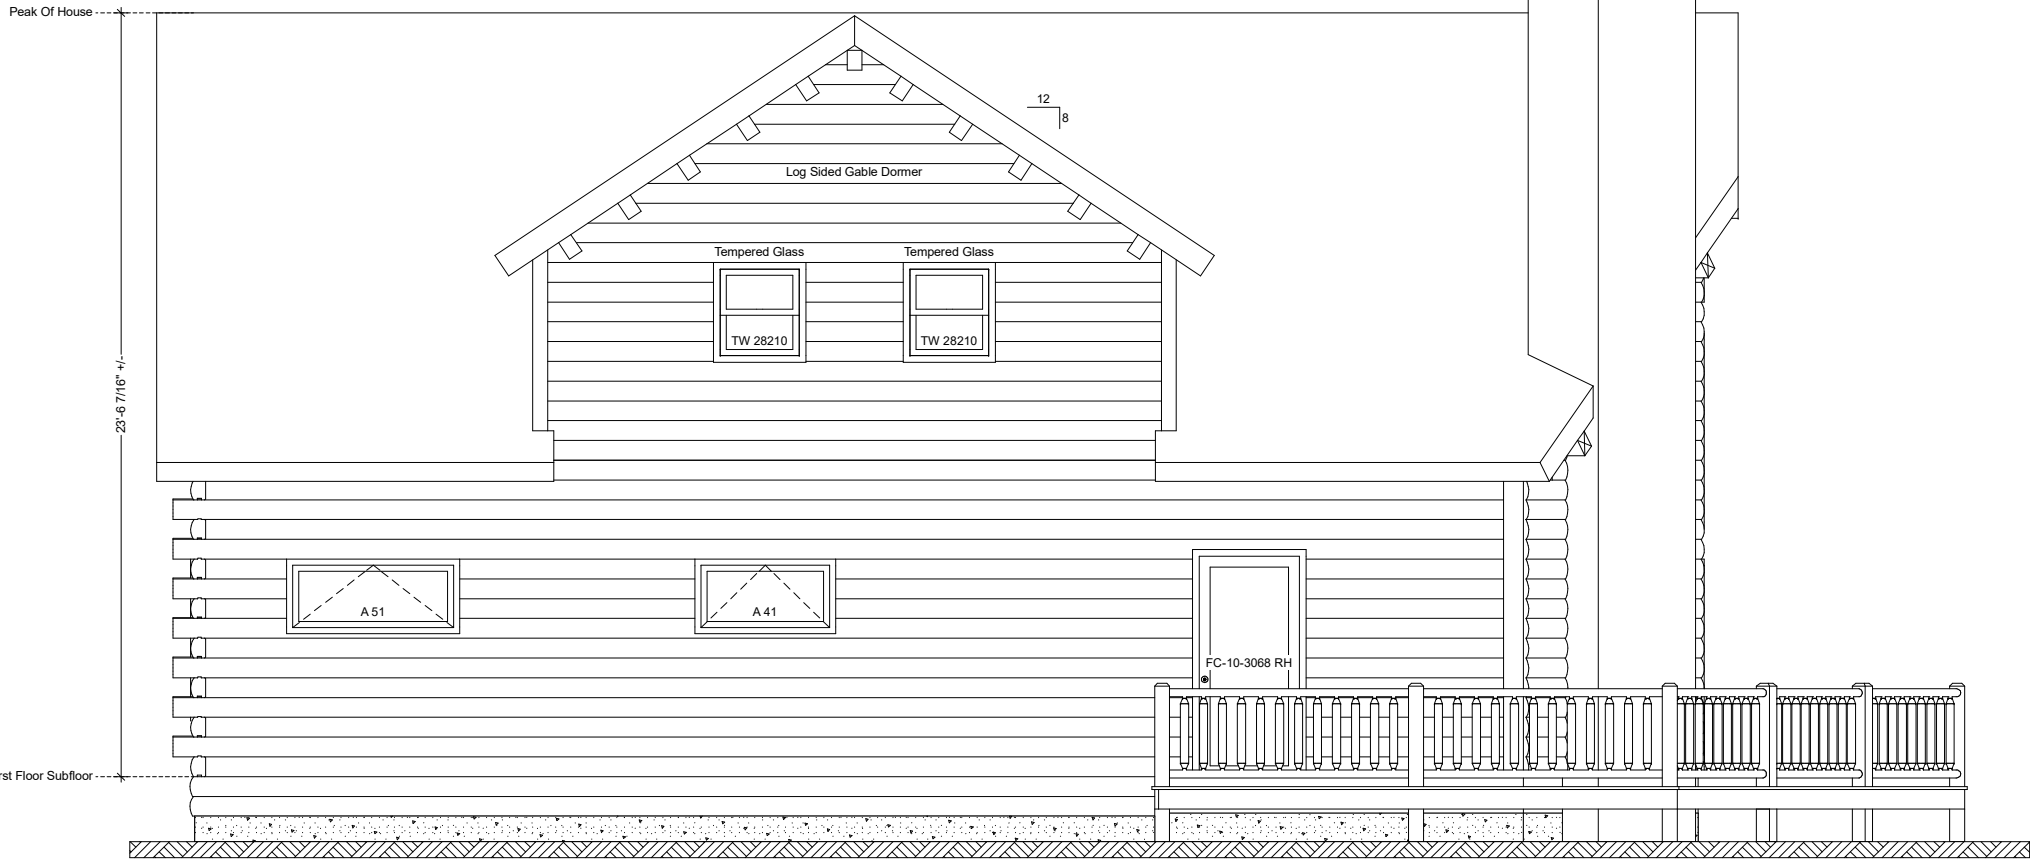 Peak Of House
12
8
Log Sided Gable Dormer
Tempered Glass Tempered Glass
TW 28210 TW 28210
23'-6 7/16" +/-
A 51 A 41
FC-10-3068 RH
rst Floor Subfloor